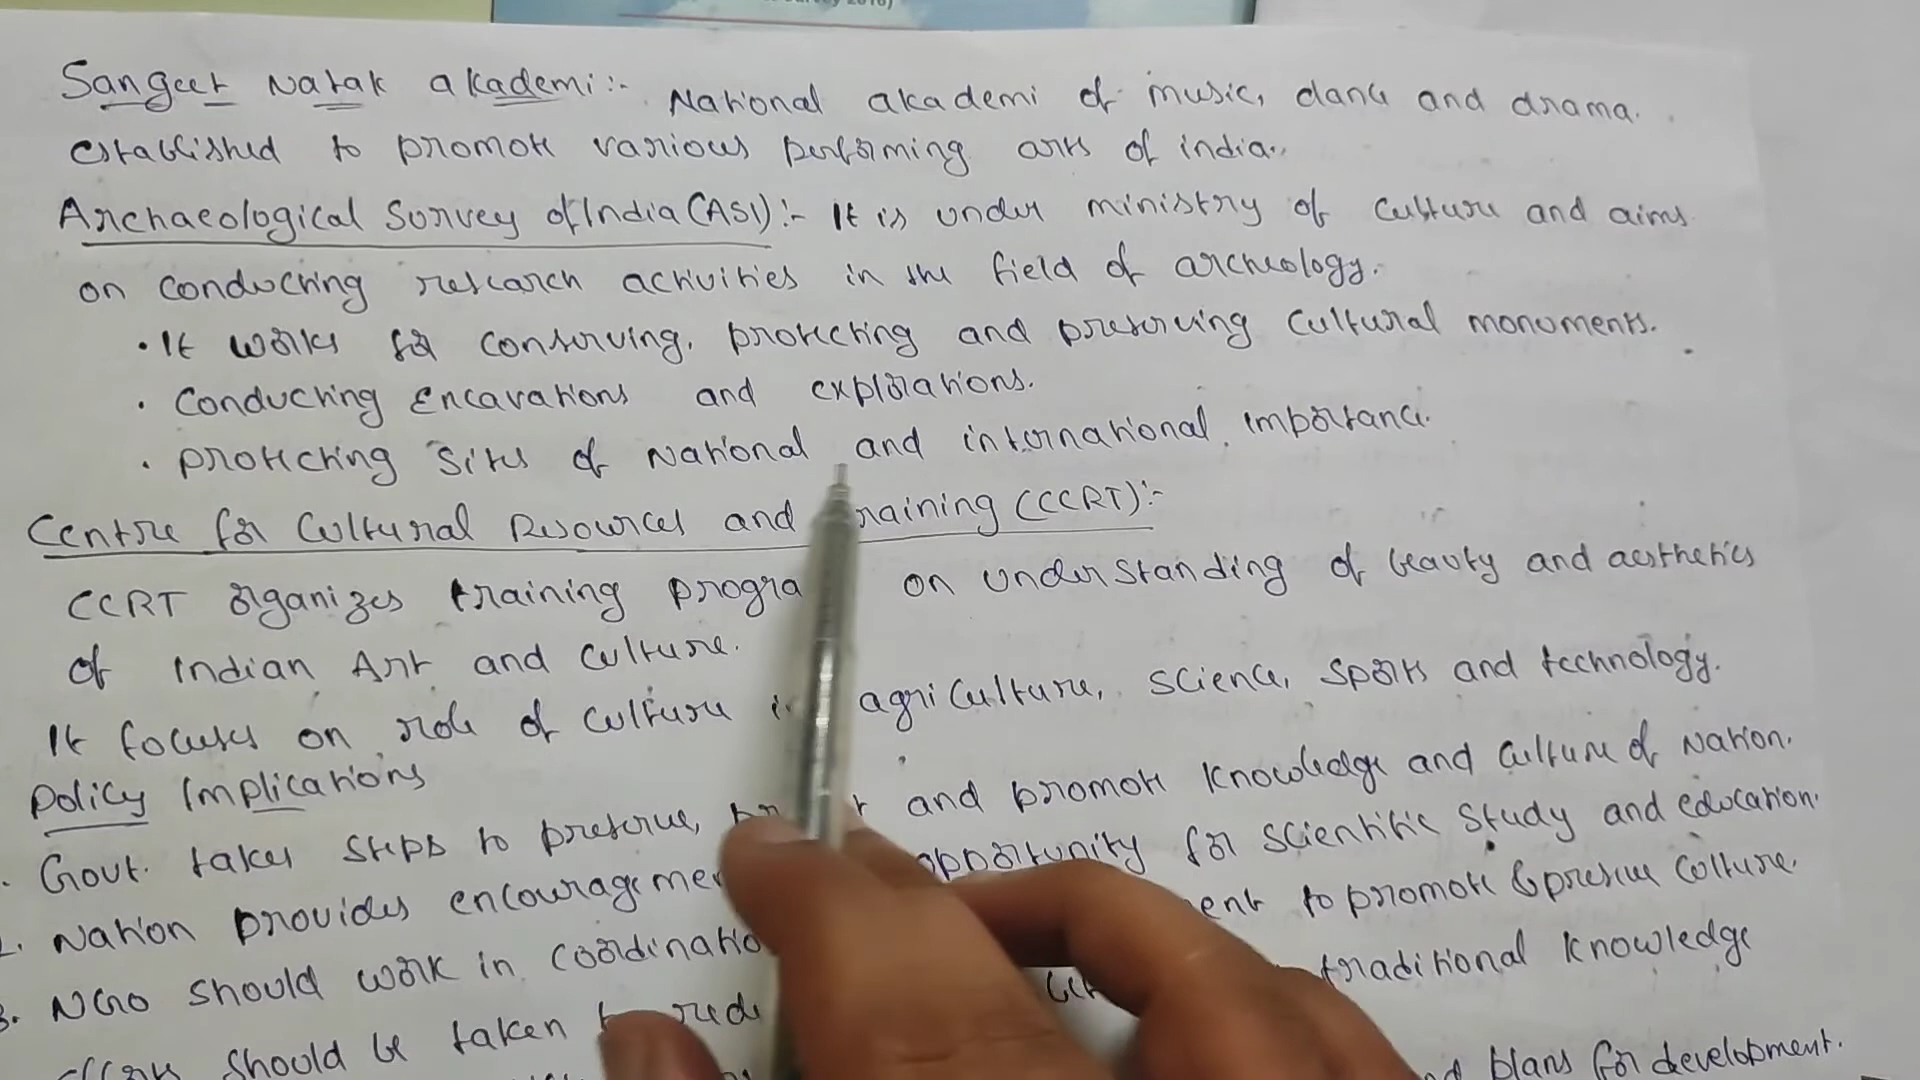 Sangeet Natak akademi:- National akademi of music, dance and drama.
established to promote various performing arts of india.
Archaeological Survey of India (ASI):- It is under ministry of culture and aims
on conducting research activities in the field of archeology.
• It works for conserving, protecting and preserving cultural monuments.
• Conducting Encavations and explorations.
• protecting sites of National and international importance.
Centre for Cultural Resources and Training (CCRT):-
CCRT organizes training progra on understanding of beauty and aesthetics
of Indian Art and culture.
It focuses on role of culture in agriculture, science, sports and technology.
Policy Implications
Govt. takes steps to preserve, and promote knowledge and culture of Nation.
2. Nation provides encouragement opportunity for scientific study and education.
3. NGO should work in coordination to promote & preserve culture.
should be taken to traditional knowledge
plans for development.